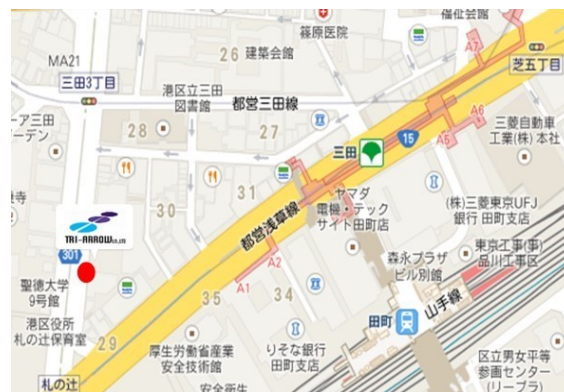 福祉会館
篠原医院
A7
26
建築会館
MA21
三田3丁目
芝五丁目
港区立三田
図書館
都営三田線
A6
ーア三田
ーデン
28
27
15
三菱自動車
工業(株) 本社
三田
A5
31
ヤマダ
電機・テック
サイト田町店
(株)三菱東京UFJ
銀行 田町支店
30
都営浅草線
TRI-ARROW
森永プラザ
ビル別館
東京工事(事)
品川工事区
301
A2
聖徳大学
9号館
A1
35
34
山手線
田町
港区役所
札の辻保育室
29
厚生労働省産業
安全技術館
りそな銀行
田町支店
区立男女平等
参画センター
(リーブラ)
札の辻
安全衛生